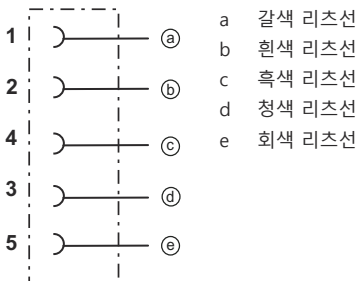 1 ⓐ
2 ⓑ
4 ⓒ
3 ⓓ
5 ⓔ
a 갈색 리츠선
b 흰색 리츠선
c 흑색 리츠선
d 청색 리츠선
e 회색 리츠선